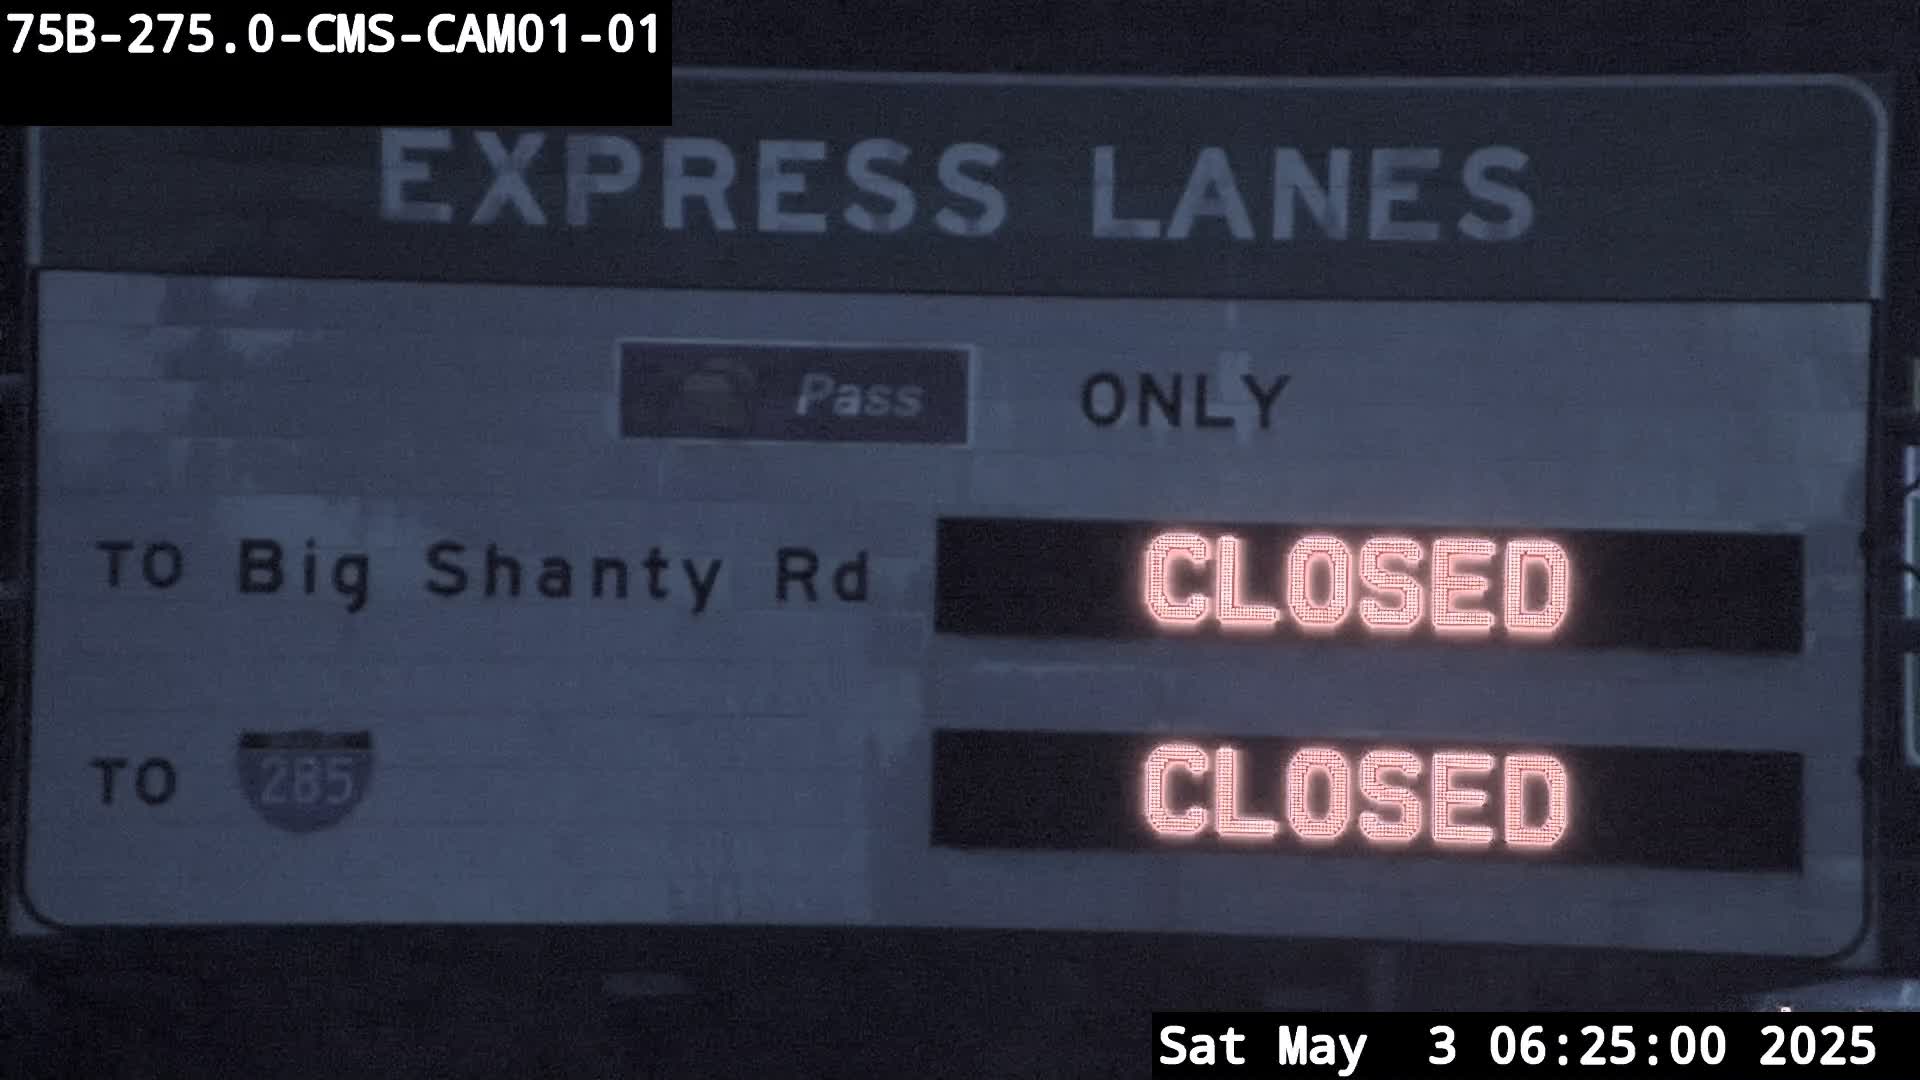 75B-275.0-CMS-CAM01-01
EXPRESS LANES
Pass ONLY
TO Big Shanty Rd CLOSED
TO 285 CLOSED
Sat May 3 06:25:00 2025